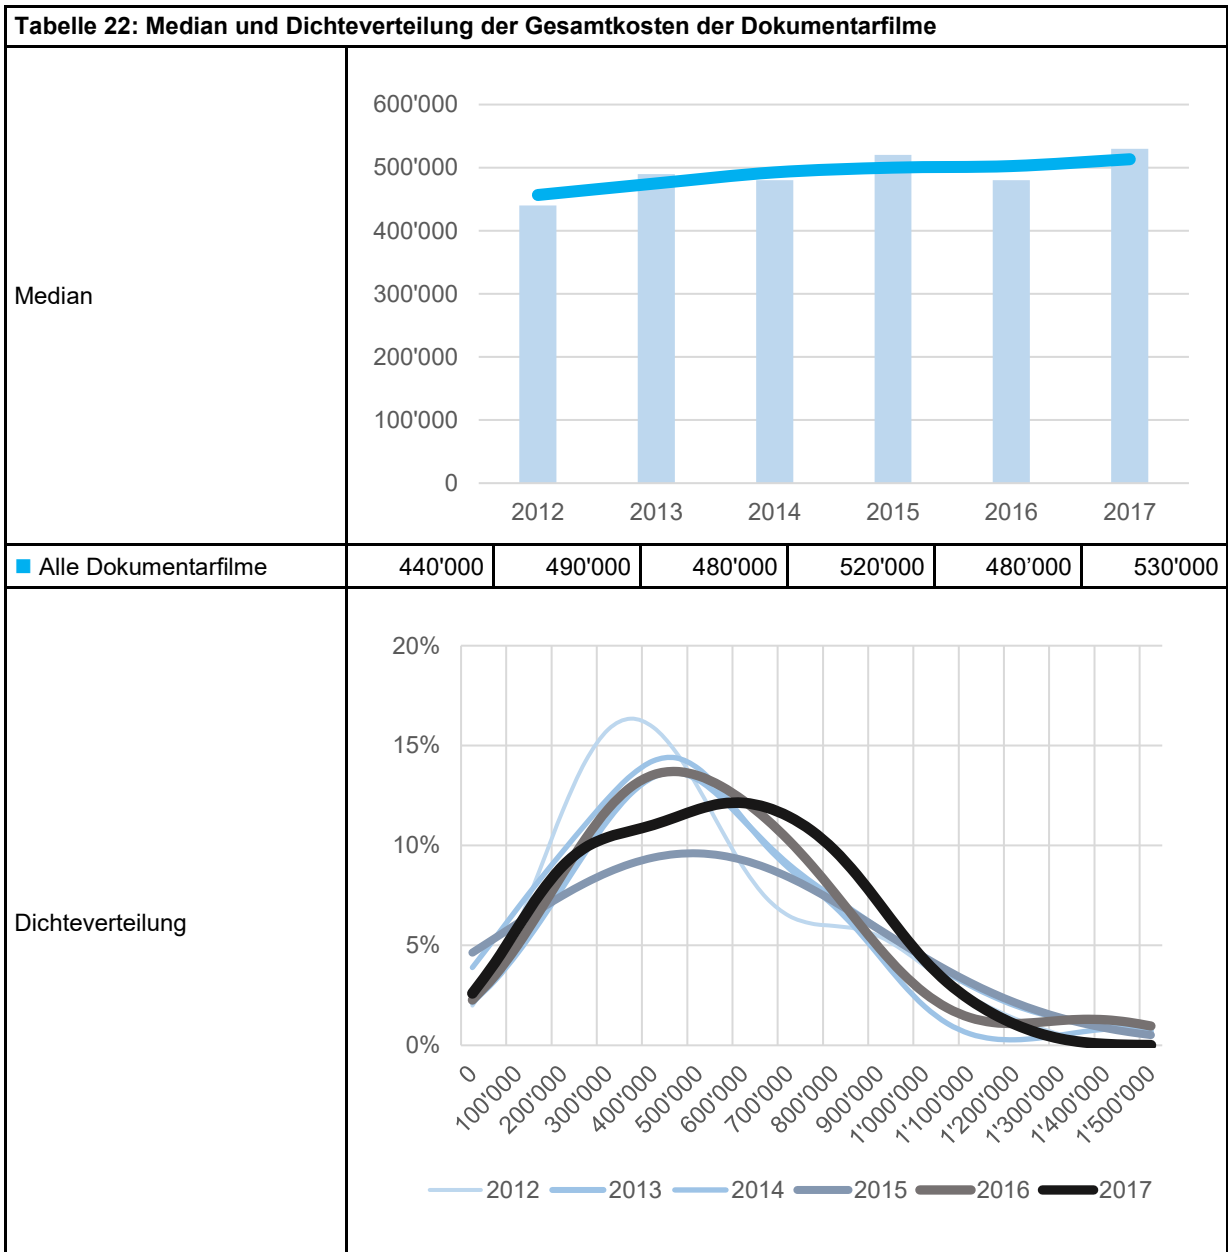 Tabelle 22: Median und Dichteverteilung der Gesamtkosten der Dokumentarfilme
Median
600'000
500'000
400'000
300'000
200'000
100'000
0
2012 2013 2014 2015 2016 2017
Alle Dokumentarfilme 440'000 490'000 480'000 520'000 480'000 530'000
Dichteverteilung
20%
15%
10%
5%
0%
0 100'000 200'000 300'000 400'000 500'000 600'000 700'000 800'000 900'000 1'000'000 1'100'000 1'200'000 1'300'000 1'400'000 1'500'000
2012 2013 2014 2015 2016 2017